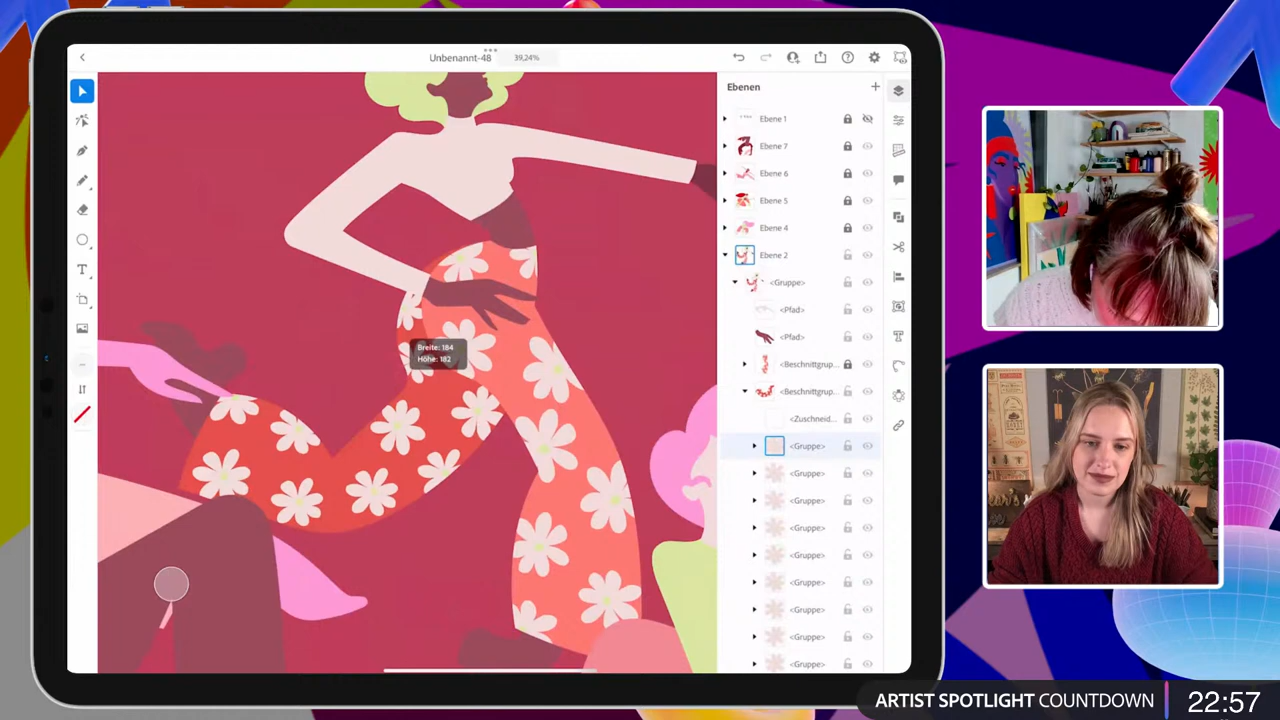 Unbenannt-48
39,24%
Ebenen
Ebene 1
Ebene 7
Ebene 6
Ebene 5
Ebene 4
Ebene 2
<Gruppe>
<Pfad>
<Pfad>
<Beschnittgrup...
<Beschnittgrup...
<Zuschneid...
<Gruppe>
<Gruppe>
<Gruppe>
<Gruppe>
<Gruppe>
<Gruppe>
<Gruppe>
<Gruppe>
<Gruppe>
Breite: 184
Höhe: 182
ARTIST SPOTLIGHT COUNTDOWN
22:57